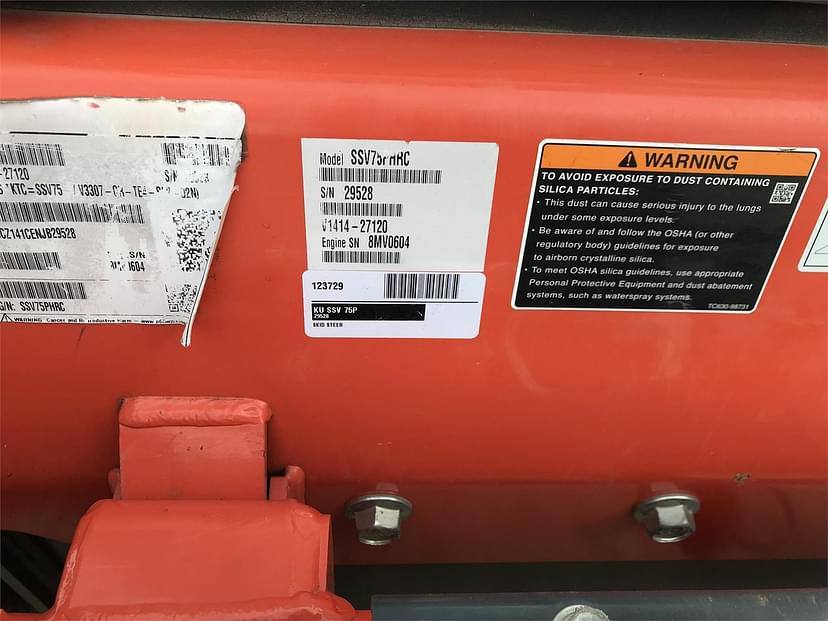 -27120
S/N
KTC=SSV75
CZ141CENJB29528
S/N
0604
SSV75PHRC
WARNING: Cancer and
Model SSV75PHRC
S/N 29528
V1414-27120
Engine SN 8MV0604
123729
KU SSV 75P
29528
SKID STEER
WARNING
TO AVOID EXPOSURE TO DUST CONTAINING
SILICA PARTICLES:
• This dust can cause serious injury to the lungs
under some exposure levels.
• Be aware of and follow the OSHA (or other
regulatory body) guidelines for exposure
to airborn crystalline silica.
• To meet OSHA silica guidelines, use appropriate
Personal Protective Equipment and dust abatement
systems, such as waterspray systems.
TC830-98731